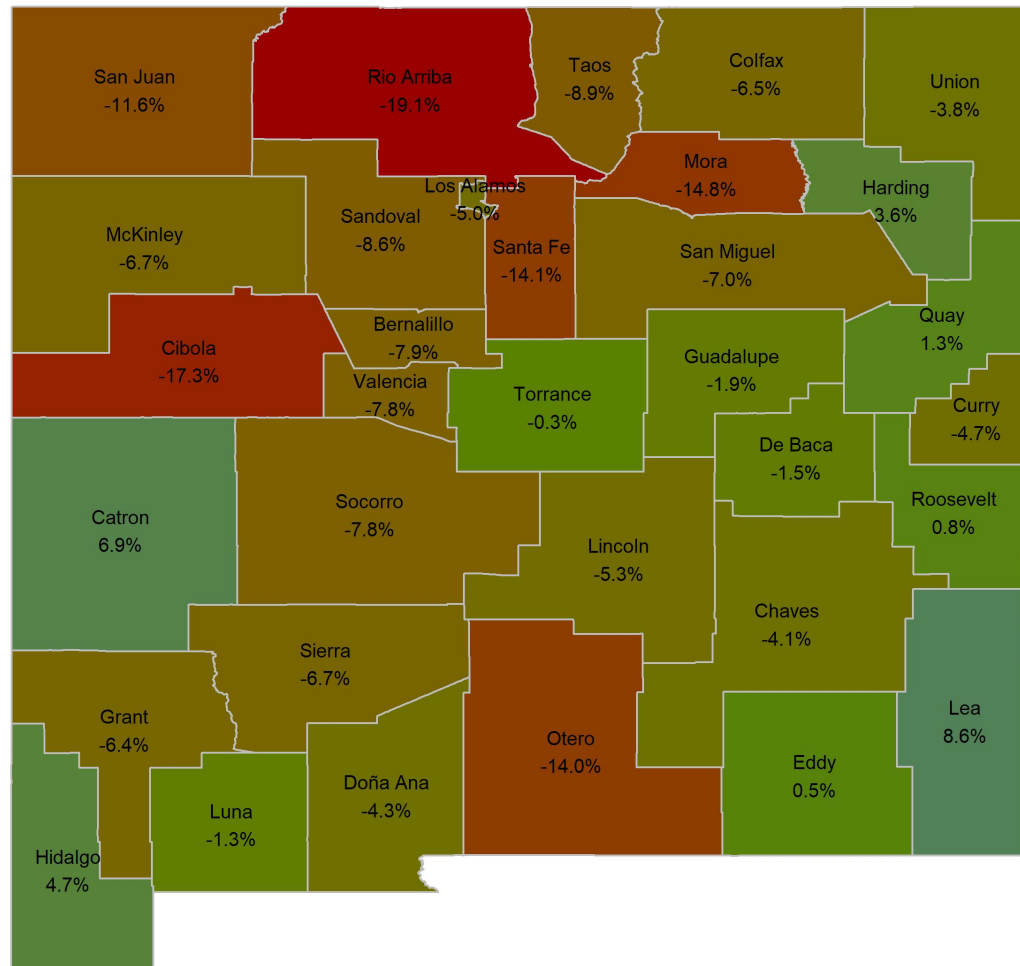 San Juan
-11.6%
Rio Arriba
-19.1%
Taos
-8.9%
Colfax
-6.5%
Union
-3.8%
Mora
-14.8%
Harding
3.6%
Los Alamos
-5.0%
Sandoval
-8.6%
McKinley
-6.7%
Santa Fe
-14.1%
San Miguel
-7.0%
Quay
1.3%
Bernalillo
-7.9%
Cibola
-17.3%
Guadalupe
-1.9%
Valencia
-7.8%
Torrance
-0.3%
Curry
-4.7%
De Baca
-1.5%
Roosevelt
0.8%
Catron
6.9%
Socorro
-7.8%
Lincoln
-5.3%
Chaves
-4.1%
Sierra
-6.7%
Grant
-6.4%
Lea
8.6%
Otero
-14.0%
Eddy
0.5%
Doña Ana
-4.3%
Luna
-1.3%
Hidalgo
4.7%